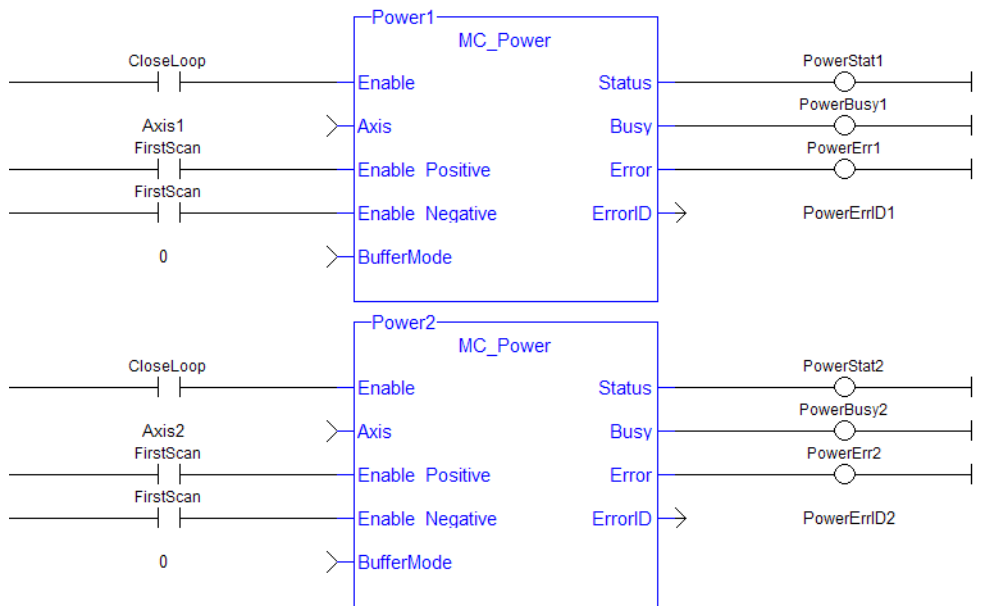 Power1
MC_Power
CloseLoop
Enable
Status
PowerStat1
Axis1
Axis
Busy
PowerBusy1
FirstScan
Enable Positive
Error
PowerErr1
FirstScan
Enable Negative
ErrorID
PowerErrID1
0
BufferMode
Power2
MC_Power
CloseLoop
Enable
Status
PowerStat2
Axis2
Axis
Busy
PowerBusy2
FirstScan
Enable Positive
Error
PowerErr2
FirstScan
Enable Negative
ErrorID
PowerErrID2
0
BufferMode